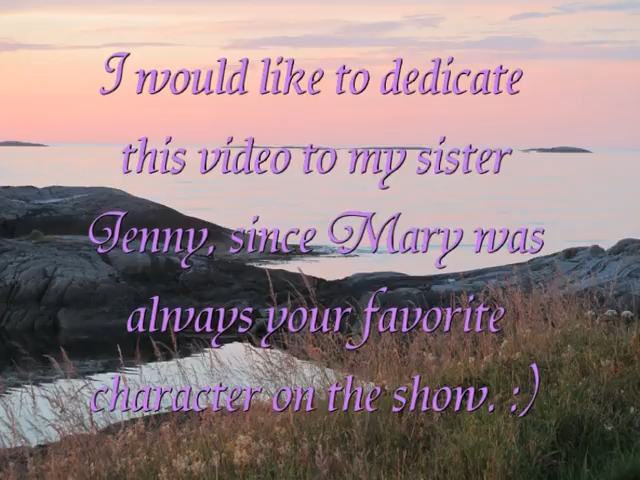 I would like to dedicate
this video to my sister
Jenny, since Mary was
always your favorite
character on the show. :)